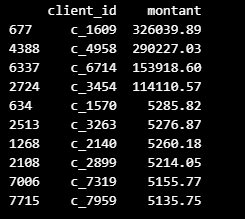 client_id montant
677 c_1609 326039.89
4388 c_4958 290227.03
6337 c_6714 153918.60
2724 c_3454 114110.57
634 c_1570 5285.82
2513 c_3263 5276.87
1268 c_2140 5260.18
2108 c_2899 5214.05
7006 c_7319 5155.77
7715 c_7959 5135.75